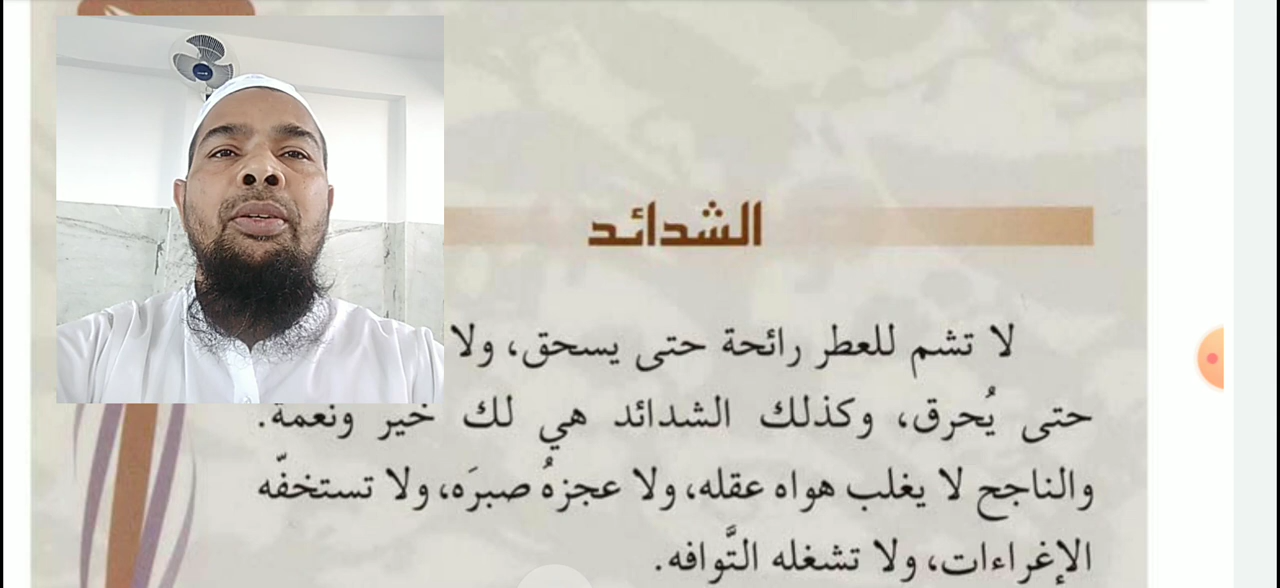 الشدائد
لا تشم للعطر رائحة حتى يسحق، ولا
حتى يُحرق، وكذلك الشدائد هي لك خير ونعمة.
والناجح لا يغلب هواه عقله، ولا عجزهُ صبرَه، ولا تستخفّه
الإغراءات، ولا تشغله التَّوافه.